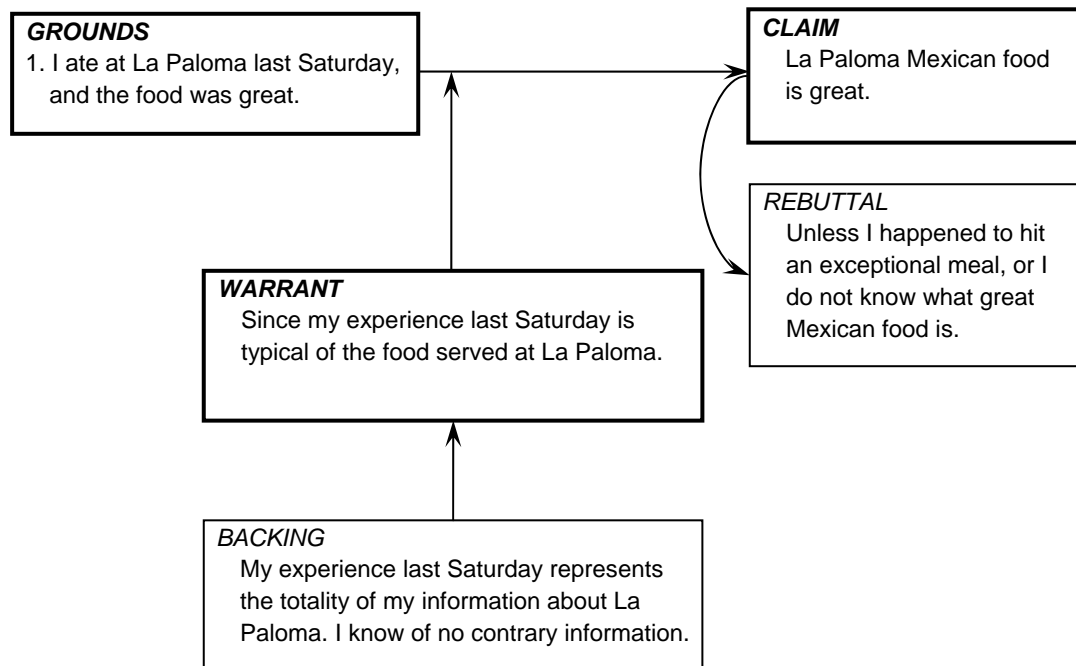 GROUNDS
1. I ate at La Paloma last Saturday,
and the food was great.
CLAIM
La Paloma Mexican food
is great.
REBUTTAL
Unless I happened to hit
an exceptional meal, or I
do not know what great
Mexican food is.
WARRANT
Since my experience last Saturday is
typical of the food served at La Paloma.
BACKING
My experience last Saturday represents
the totality of my information about La
Paloma. I know of no contrary information.